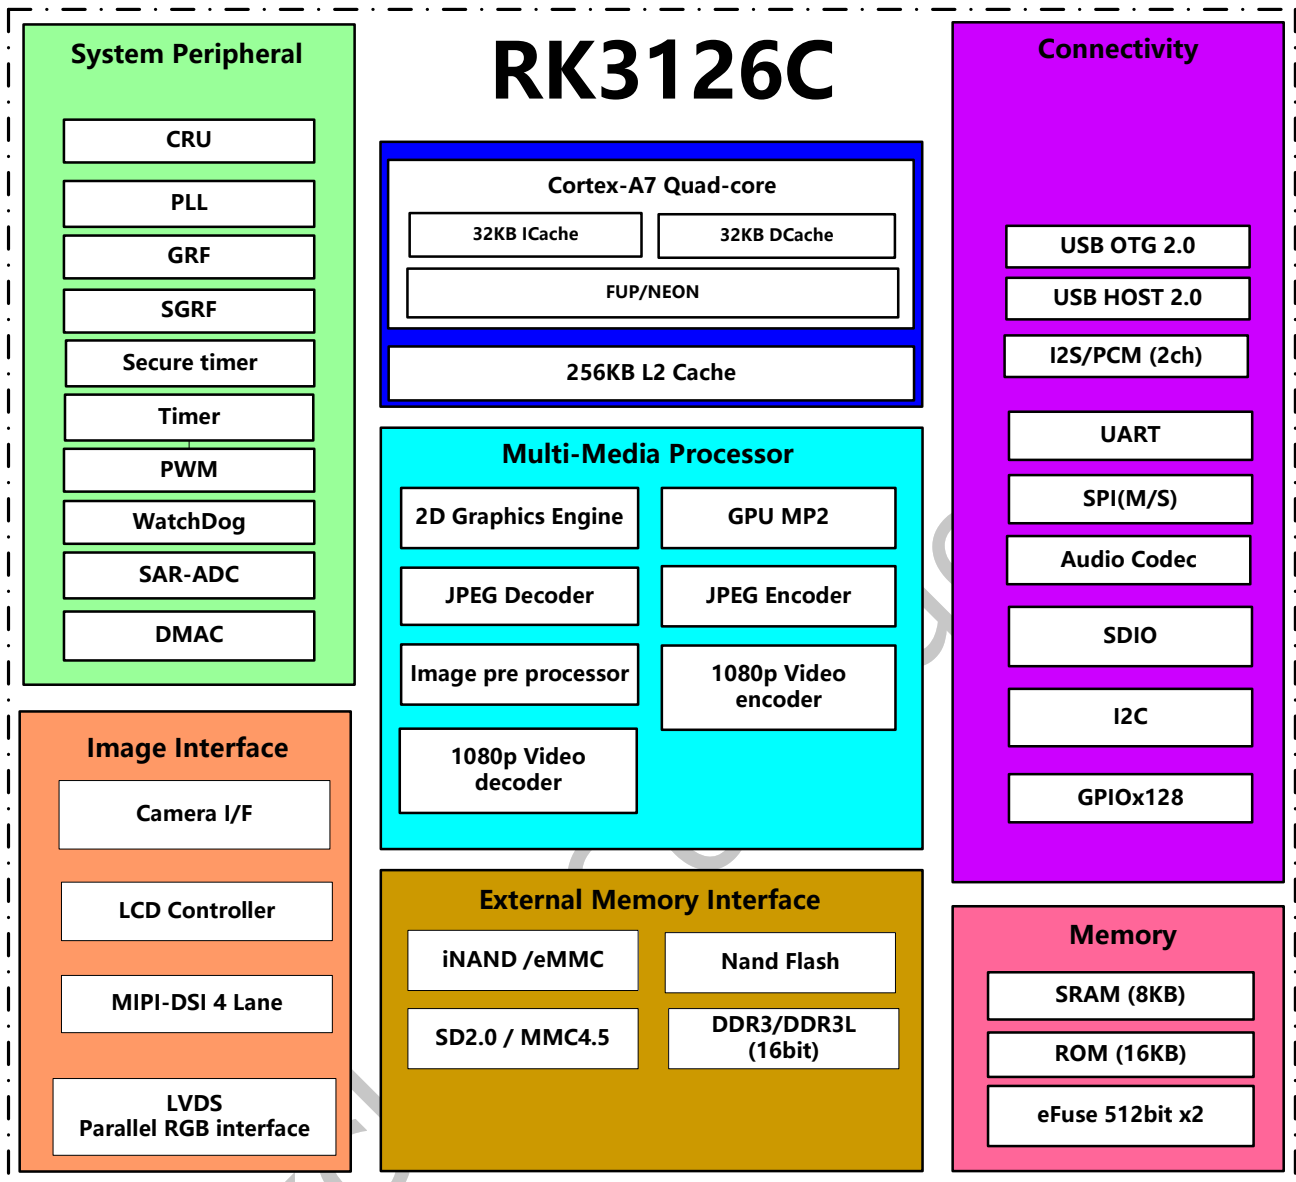 RK3126C
System Peripheral
CRU
PLL
GRF
SGRF
Secure timer
Timer
PWM
WatchDog
SAR-ADC
DMAC
Image Interface
Camera I/F
LCD Controller
MIPI-DSI 4 Lane
LVDS
Parallel RGB interface
Cortex-A7 Quad-core
32KB ICache
32KB DCache
FUP/NEON
256KB L2 Cache
Multi-Media Processor
2D Graphics Engine
GPU MP2
JPEG Decoder
JPEG Encoder
Image pre processor
1080p Video
encoder
1080p Video
decoder
External Memory Interface
iNAND /eMMC
Nand Flash
SD2.0 / MMC4.5
DDR3/DDR3L
(16bit)
Connectivity
USB OTG 2.0
USB HOST 2.0
I2S/PCM (2ch)
UART
SPI(M/S)
Audio Codec
SDIO
I2C
GPIOx128
Memory
SRAM (8KB)
ROM (16KB)
eFuse 512bit x2